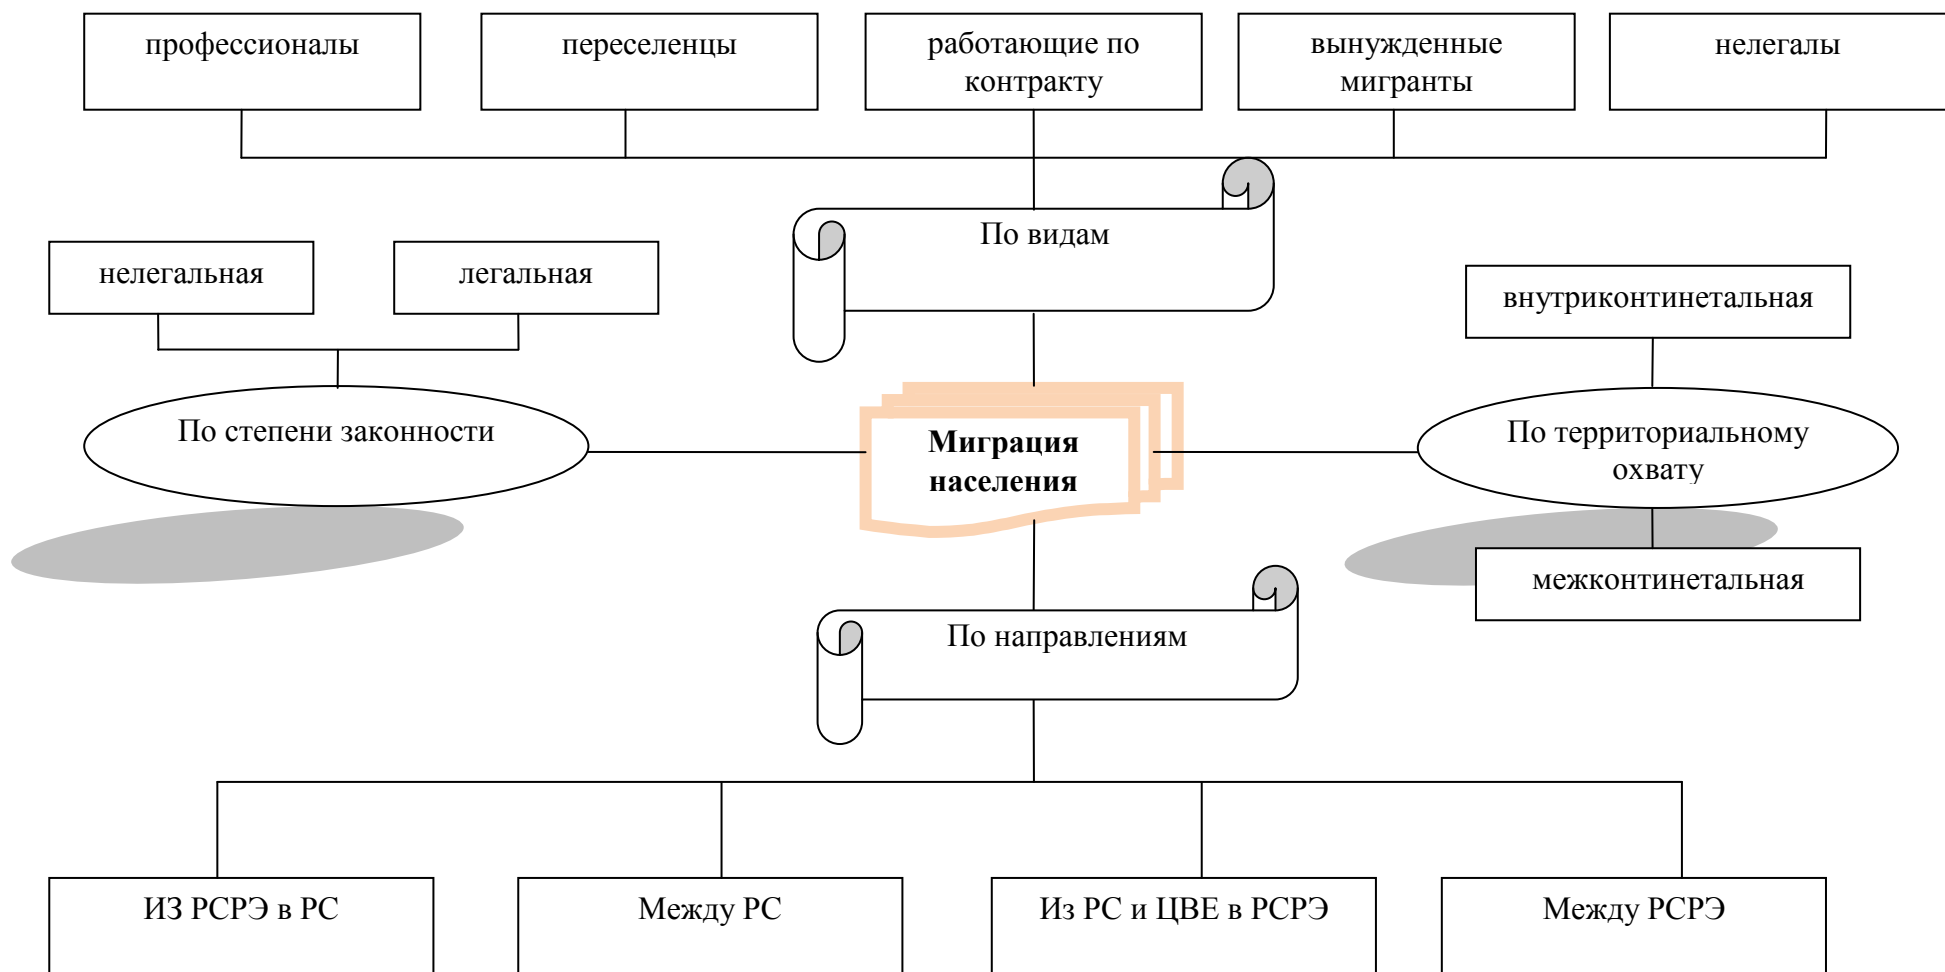 профессионалы
переселенцы
работающие по
контракту
вынужденные
мигранты
нелегалы
По видам
нелегальная
легальная
внутриконтинетальная
По степени законности
Миграция
населения
По территориальному
охвату
межконтинетальная
По направлениям
ИЗ РСРЭ в РС
Между РС
Из РС и ЦВЕ в РСРЭ
Между РСРЭ